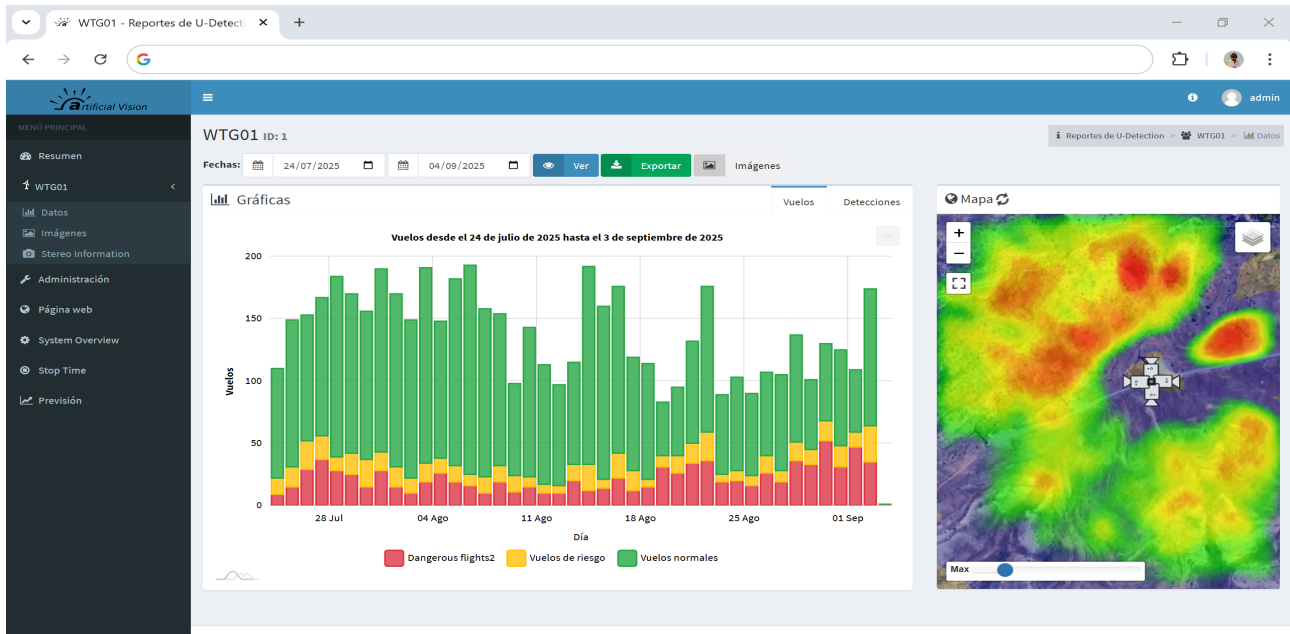 WTG01 - Reportes de U-Detecti
artificial Vision
admin
MENÚ PRINCIPAL
Resumen
WTG01
Datos
Imágenes
Stereo Information
Administración
Página web
System Overview
Stop Time
Previsión
WTG01 ID: 1
Reportes de U-Detection > WTG01 > Datos
Fechas: 24/07/2025 04/09/2025 Ver Exportar Imágenes
Gráficas
Vuelos Detecciones
Vuelos desde el 24 de julio de 2025 hasta el 3 de septiembre de 2025
200
150
100
50
0
Vuelos
28 Jul 04 Ago 11 Ago 18 Ago 25 Ago 01 Sep
Día
Dangerous flights2 Vuelos de riesgo Vuelos normales
Mapa
+
−
Max